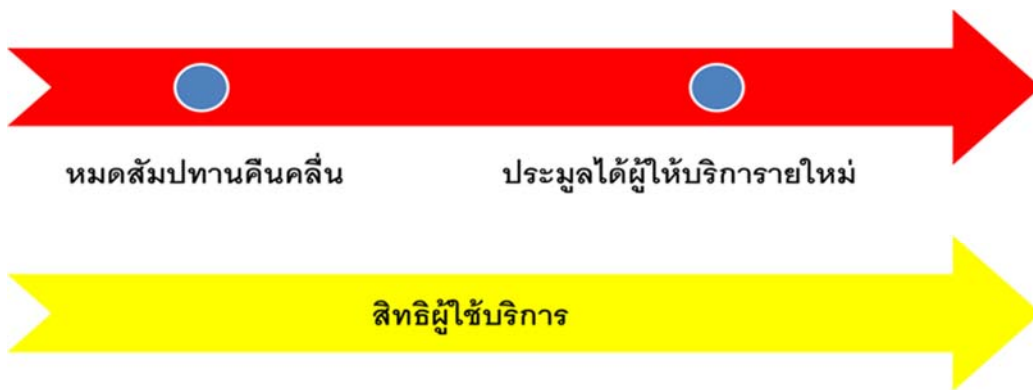 หมดสัมปทานคืนคลื่น
ประมูลได้ผู้ให้บริการรายใหม่
สิทธิผู้ใช้บริการ